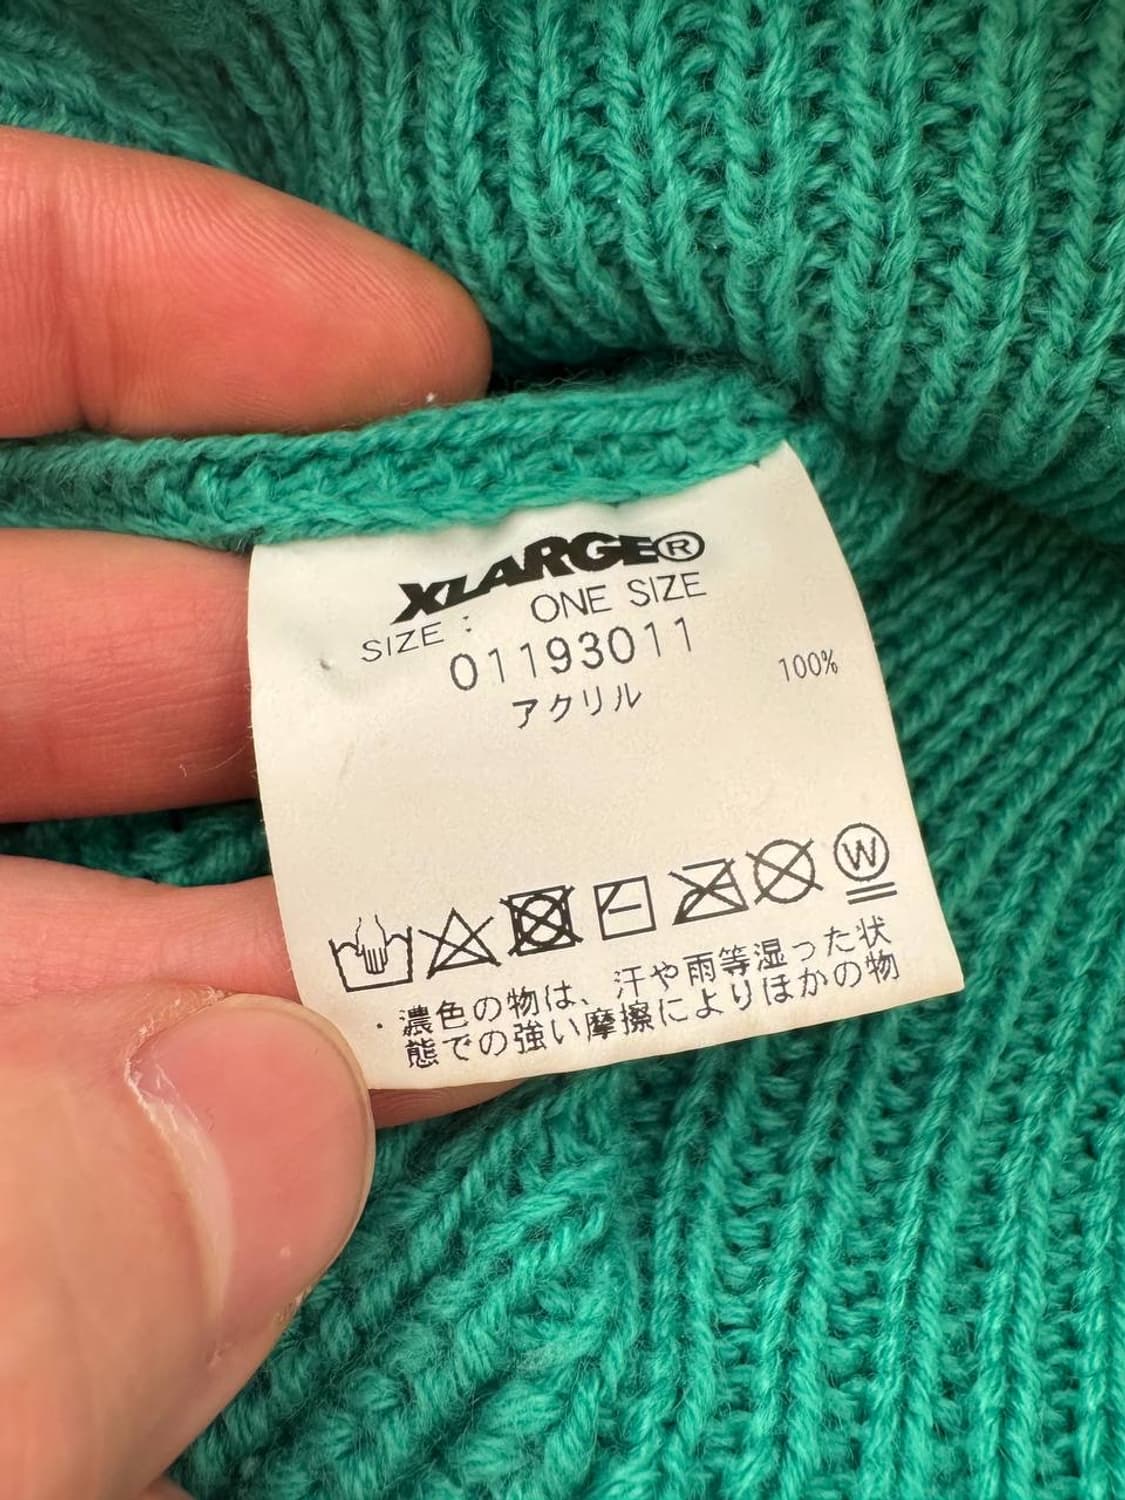 XLARGE®
SIZE : ONE SIZE
01193011
アクリル 100%
W
・濃色の物は、汗や雨等湿った状
態での強い摩擦によりほかの物